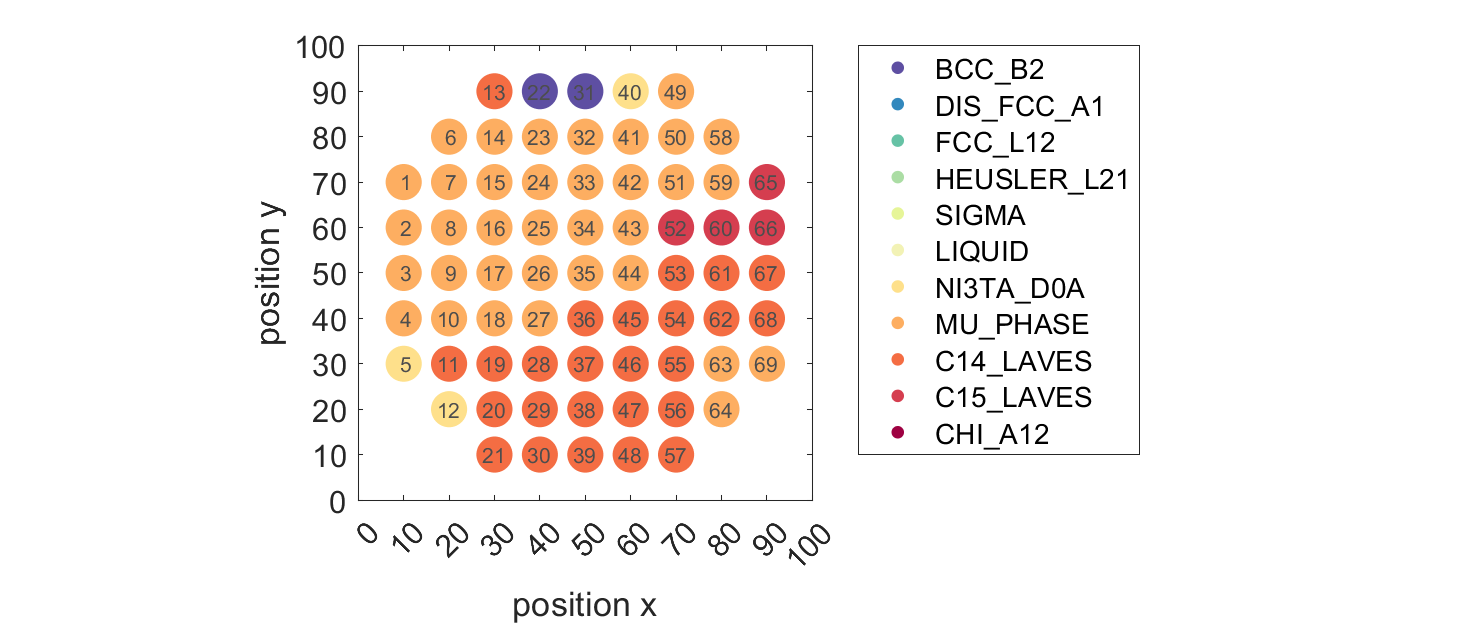 100
90
80
70
60
50
40
30
20
10
0
position y
13 22 31 40 49
6 14 23 32 41 50 58
1 7 15 24 33 42 51 59 65
2 8 16 25 34 43 52 60 66
3 9 17 26 35 44 53 61 67
4 10 18 27 36 45 54 62 68
5 11 19 28 37 46 55 63 69
12 20 29 38 47 56 64
21 30 39 48 57
0 10 20 30 40 50 60 70 80 90 100
position x
BCC_B2
DIS_FCC_A1
FCC_L12
HEUSLER_L21
SIGMA
LIQUID
NI3TA_D0A
MU_PHASE
C14_LAVES
C15_LAVES
CHI_A12